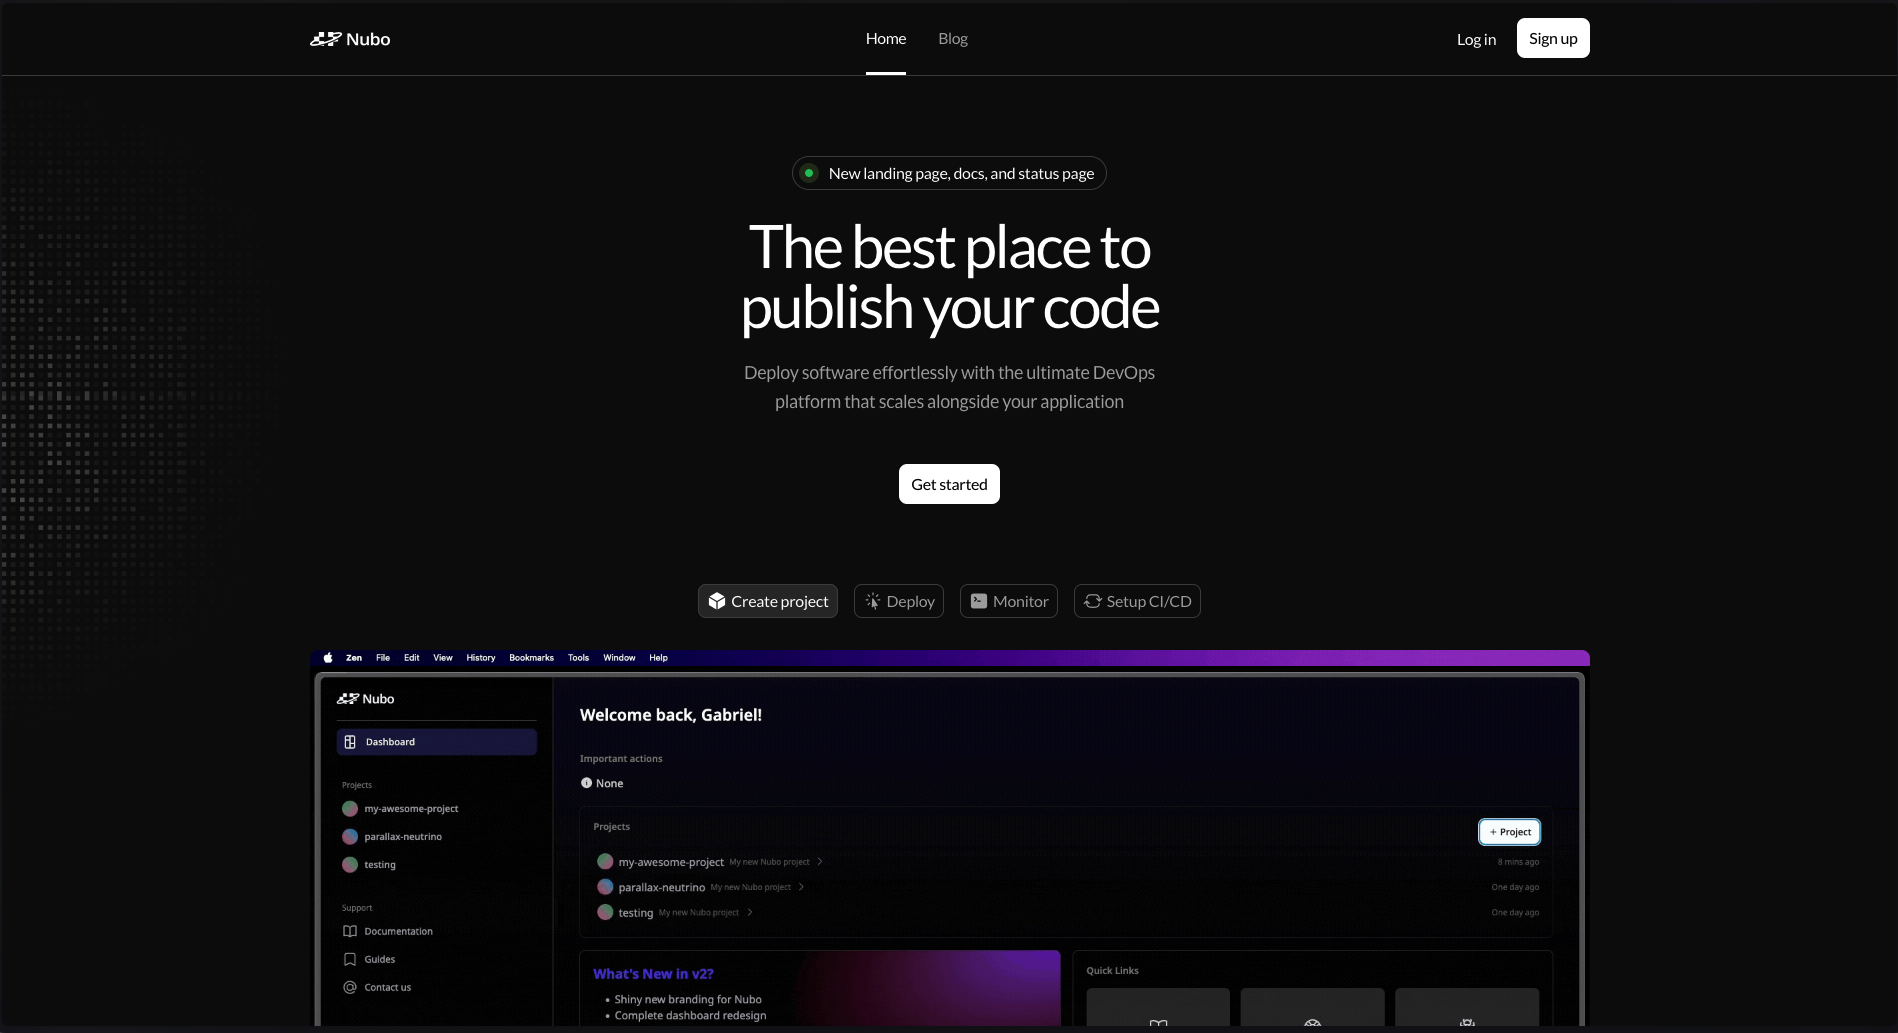 Nubo
Home
Blog
Log in
Sign up
New landing page, docs, and status page
The best place to
publish your code
Deploy software effortlessly with the ultimate DevOps
platform that scales alongside your application
Get started
Create project
Deploy
Monitor
Setup CI/CD
Zen File Edit View History Bookmarks Tools Window Help
Nubo
Dashboard
Projects
my-awesome-project
parallax-neutrino
testing
Support
Documentation
Guides
Contact us
Welcome back, Gabriel!
Important actions
None
Projects
+ Project
my-awesome-project My new Nubo project 8 mins ago
parallax-neutrino My new Nubo project One day ago
testing My new Nubo project One day ago
What's New in v2?
• Shiny new branding for Nubo
• Complete dashboard redesign
Quick Links